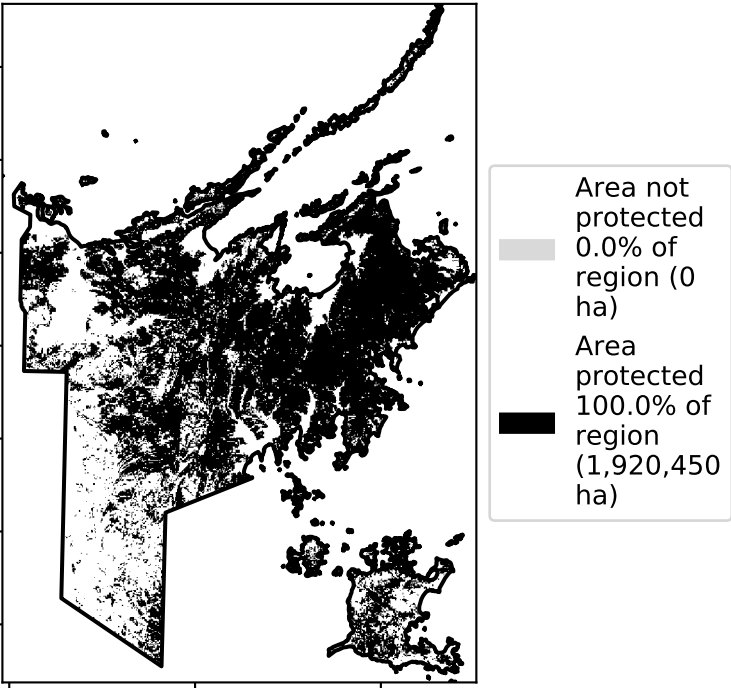 Area not
protected
0.0% of
region (0
ha)
Area
protected
100.0% of
region
(1,920,450
ha)